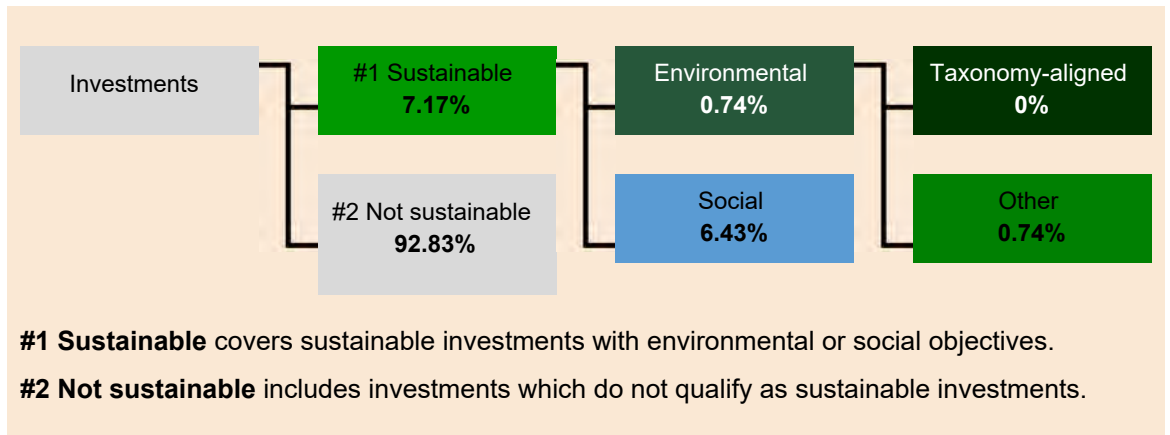 Investments
#1 Sustainable
7.17%
Environmental
0.74%
Taxonomy-aligned
0%
#2 Not sustainable
92.83%
Social
6.43%
Other
0.74%
#1 Sustainable covers sustainable investments with environmental or social objectives.
#2 Not sustainable includes investments which do not qualify as sustainable investments.